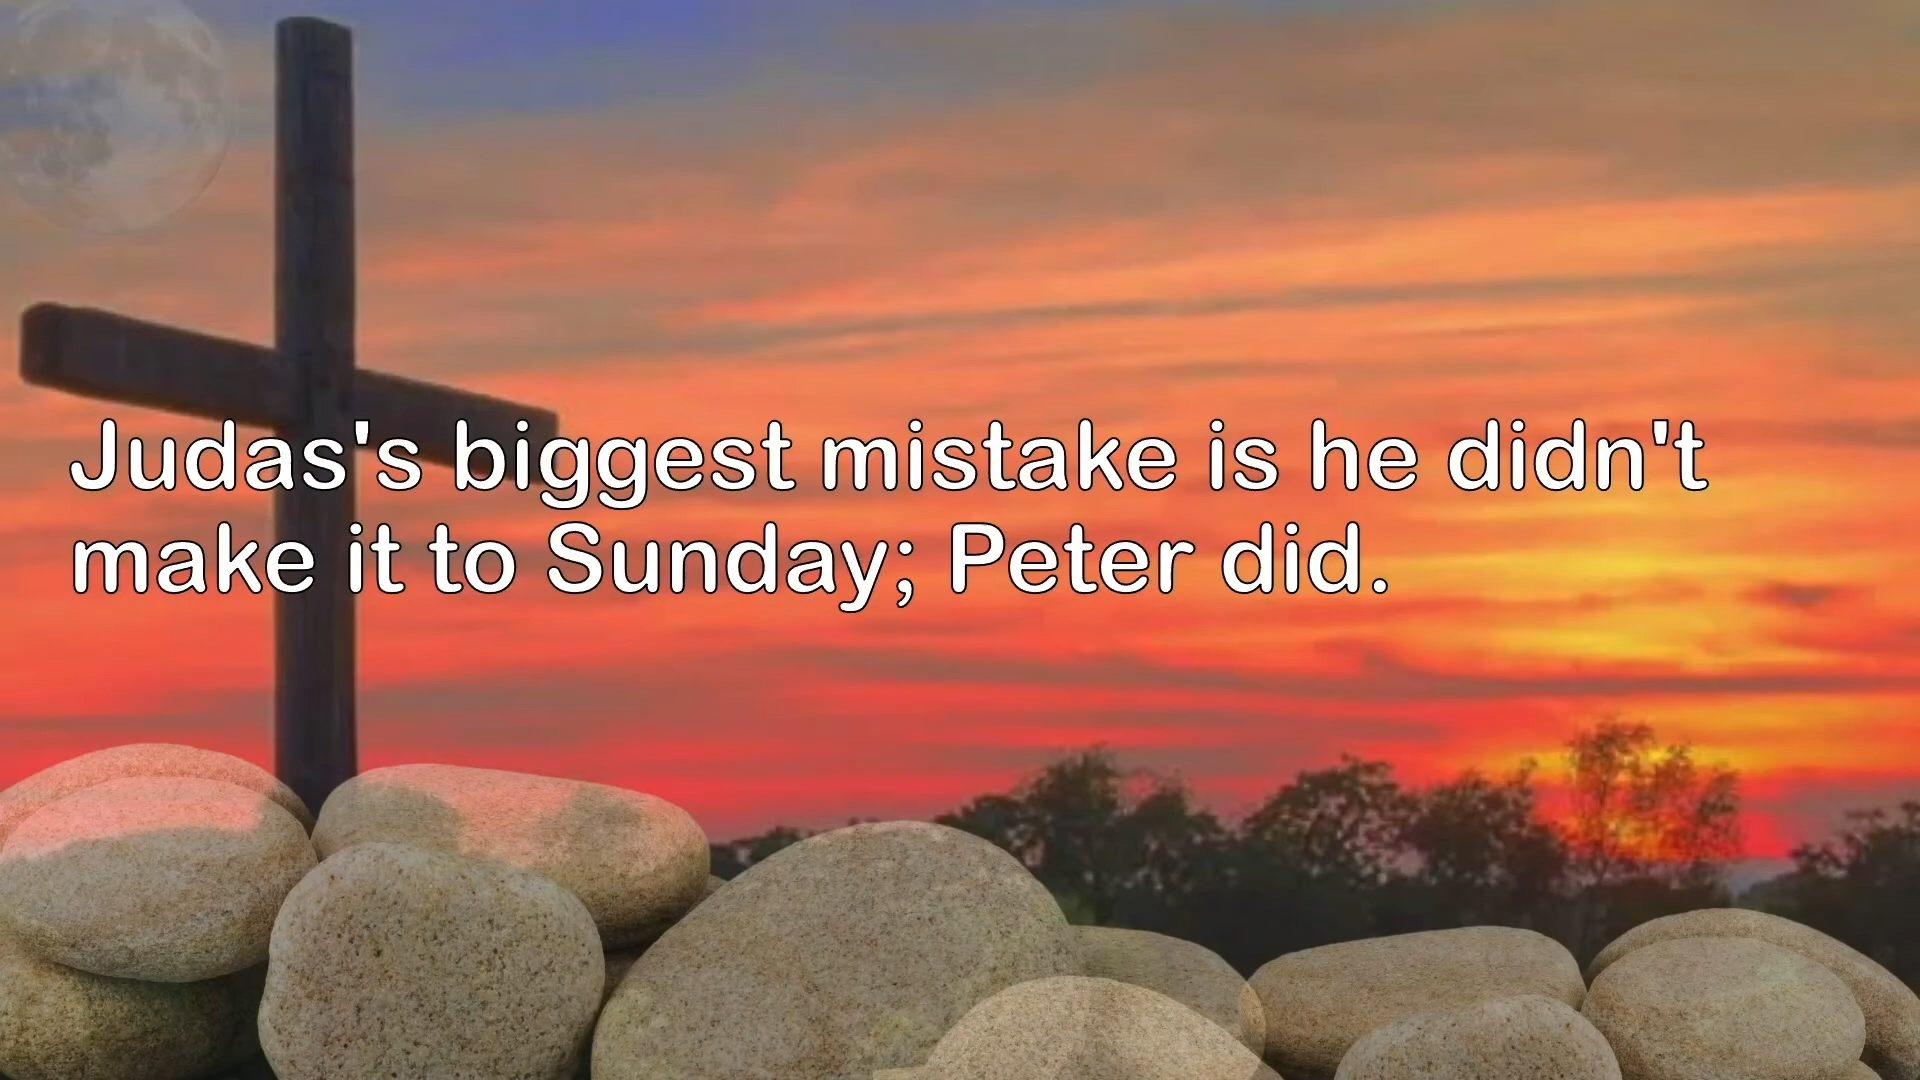 Judas's biggest mistake is he didn't
make it to Sunday; Peter did.